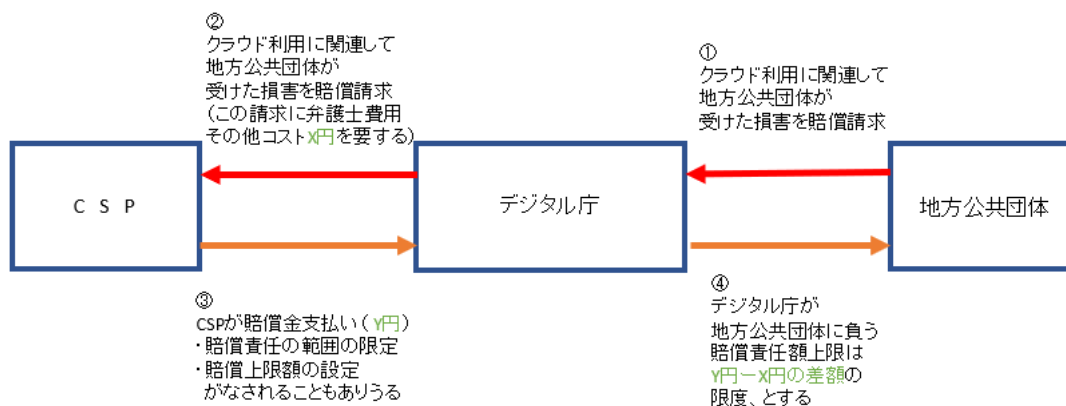 ②
クラウド利用に関連して
地方公共団体が
受けた損害を賠償請求
(この請求に弁護士費用
その他コストX円を要する)
①
クラウド利用に関連して
地方公共団体が
受けた損害を賠償請求
CSP
デジタル庁
地方公共団体
③
CSPが賠償金支払い(Y円)
・賠償責任の範囲の限定
・賠償上限額の設定
がなされることもありうる
④
デジタル庁が
地方公共団体に負う
賠償責任額上限は
Y円ーX円の差額の
限度、とする